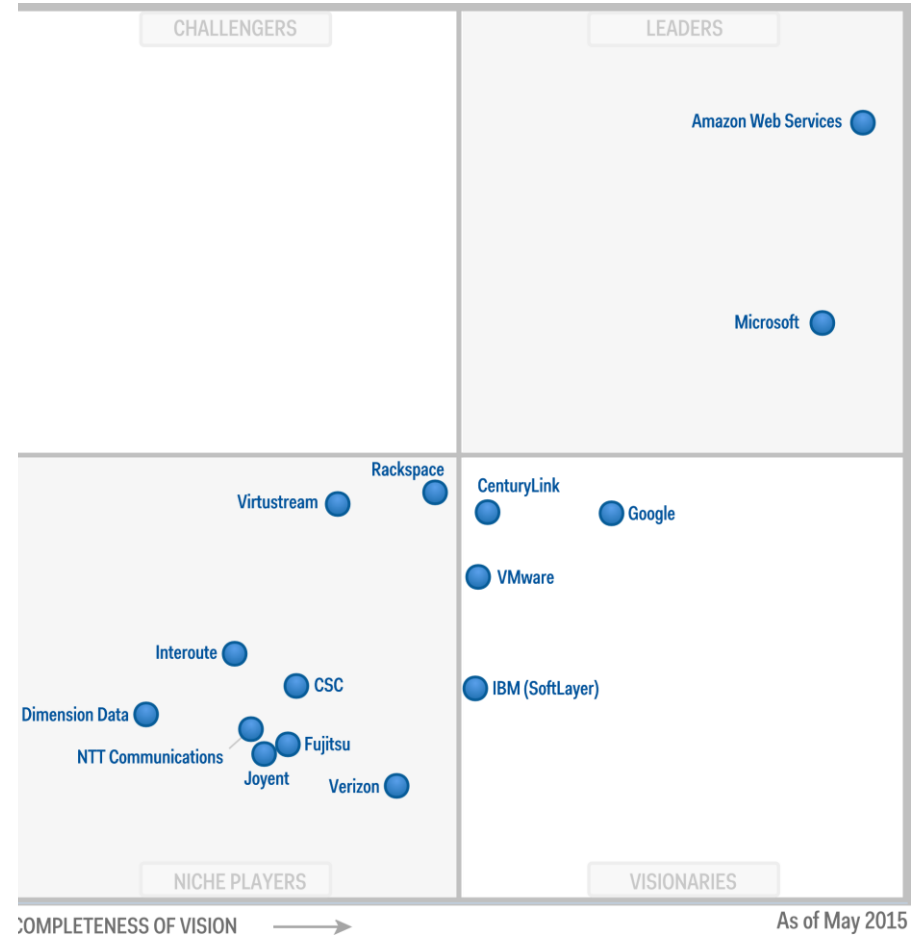 CHALLENGERS
LEADERS
Amazon Web Services
Microsoft
Rackspace
Virtustream
CenturyLink
Google
VMware
Interoute
CSC
IBM (SoftLayer)
Dimension Data
NTT Communications
Fujitsu
Joyent
Verizon
NICHE PLAYERS
VISIONARIES
COMPLETENESS OF VISION
As of May 2015